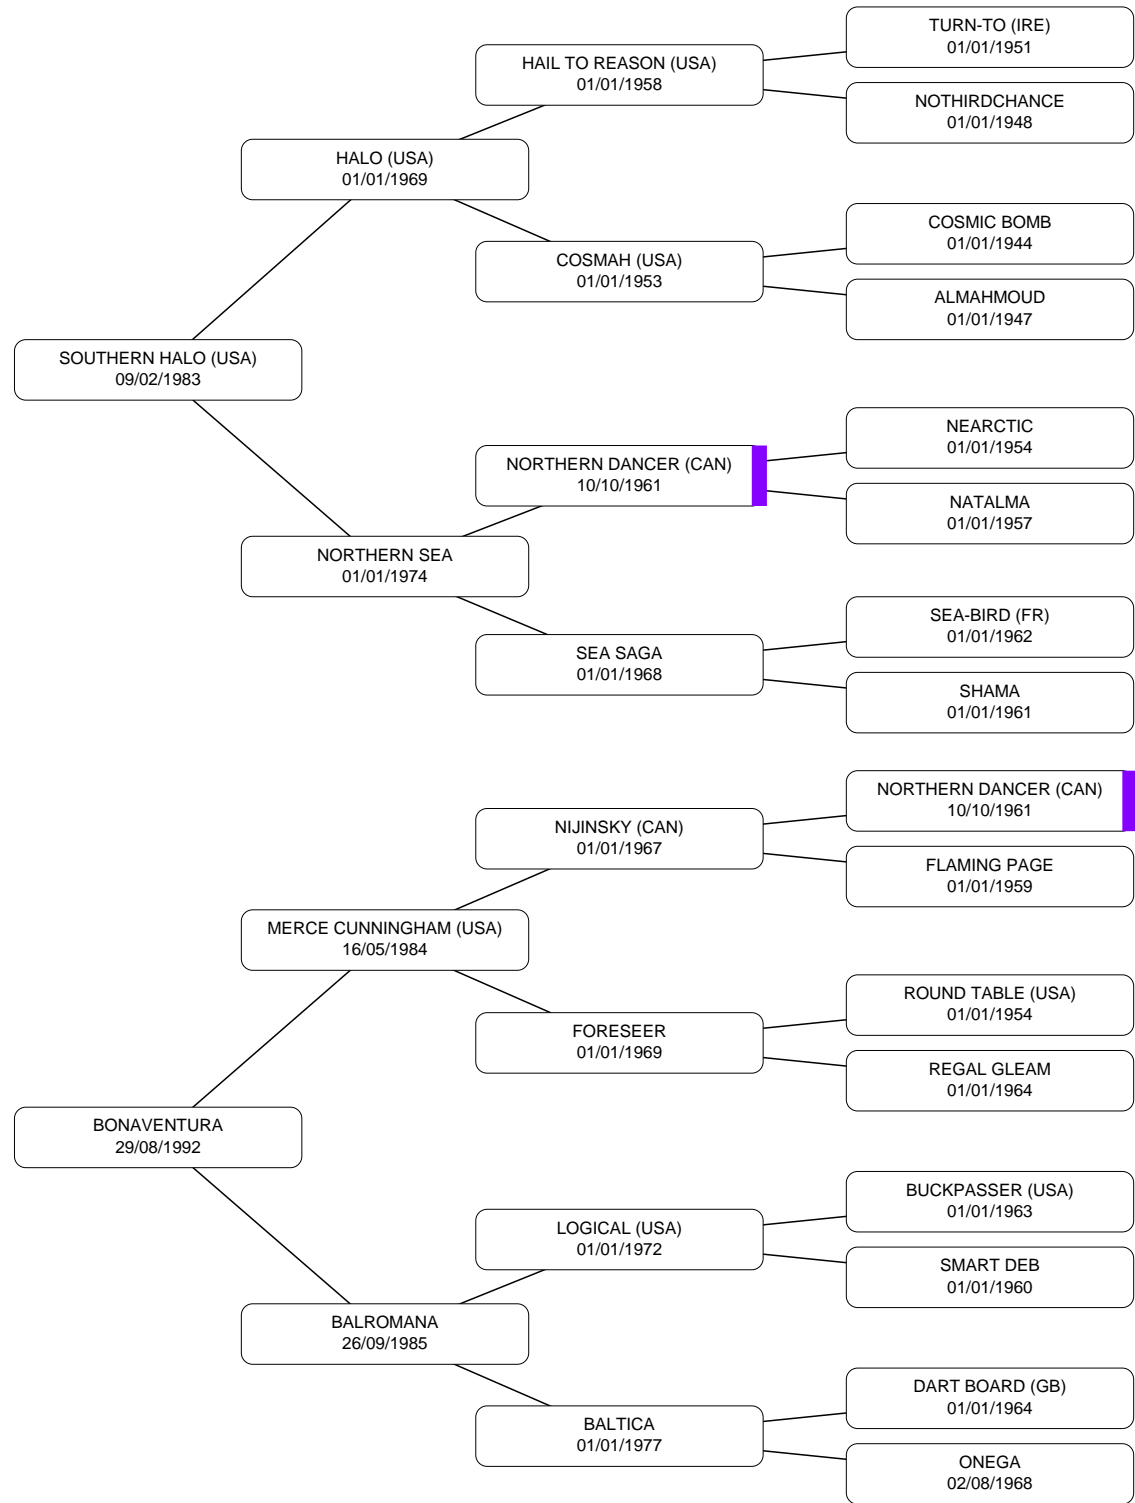 TURN-TO (IRE)
01/01/1951
HAIL TO REASON (USA)
01/01/1958
NOTHIRDCHANCE
01/01/1948
HALO (USA)
01/01/1969
COSMIC BOMB
01/01/1944
COSMAH (USA)
01/01/1953
ALMAHMOUD
01/01/1947
SOUTHERN HALO (USA)
09/02/1983
NEARCTIC
01/01/1954
NORTHERN DANCER (CAN)
10/10/1961
NATALMA
01/01/1957
NORTHERN SEA
01/01/1974
SEA-BIRD (FR)
01/01/1962
SEA SAGA
01/01/1968
SHAMA
01/01/1961
NORTHERN DANCER (CAN)
10/10/1961
NIJINSKY (CAN)
01/01/1967
FLAMING PAGE
01/01/1959
MERCE CUNNINGHAM (USA)
16/05/1984
ROUND TABLE (USA)
01/01/1954
FORESEER
01/01/1969
REGAL GLEAM
01/01/1964
BONAVENTURA
29/08/1992
BUCKPASSER (USA)
01/01/1963
LOGICAL (USA)
01/01/1972
SMART DEB
01/01/1960
BALROMANA
26/09/1985
DART BOARD (GB)
01/01/1964
BALTICA
01/01/1977
ONEGA
02/08/1968